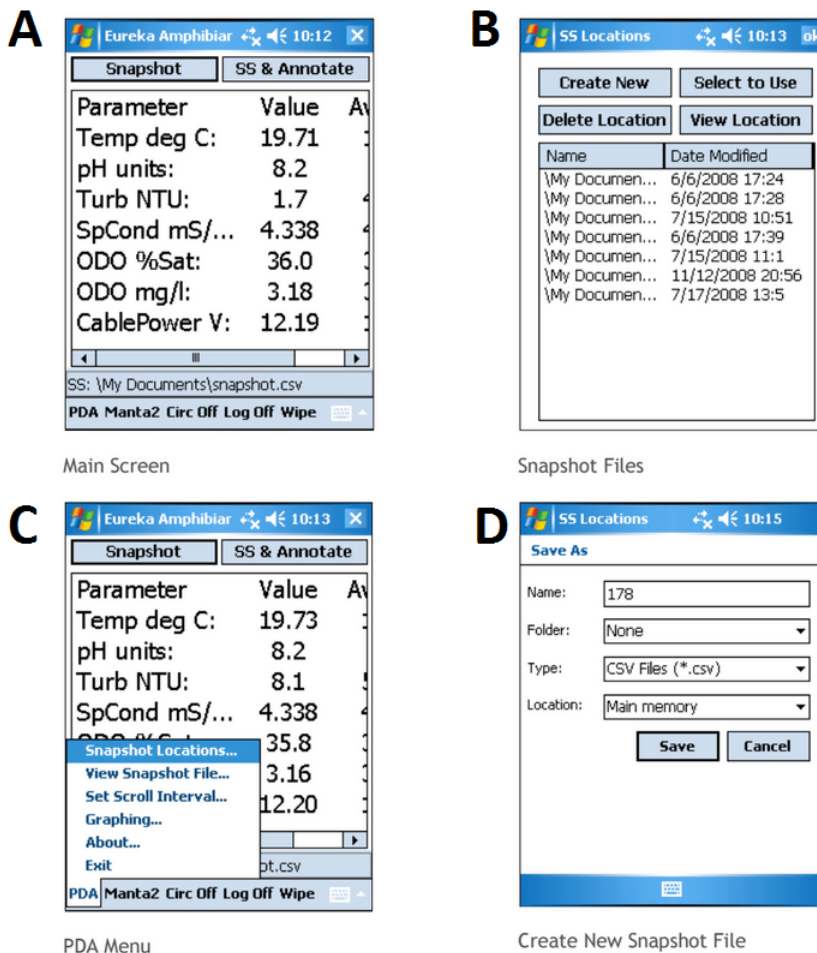 A
Eureka Amphibiar 10:12
Snapshot SS & Annotate
Parameter Value Av
Temp deg C: 19.71
pH units: 8.2
Turb NTU: 1.7
SpCond mS/... 4.338
ODO %Sat: 36.0
ODO mg/l: 3.18
CablePower V: 12.19
SS: \My Documents\snapshot.csv
PDA Manta2 Circ Off Log Off Wipe
Main Screen
B
SS Locations 10:13 ok
Create New Select to Use
Delete Location View Location
Name Date Modified
\My Documen... 6/6/2008 17:24
\My Documen... 6/6/2008 17:28
\My Documen... 7/15/2008 10:51
\My Documen... 6/6/2008 17:39
\My Documen... 7/15/2008 11:1
\My Documen... 11/12/2008 20:56
\My Documen... 7/17/2008 13:5
Snapshot Files
C
Eureka Amphibiar 10:13
Snapshot SS & Annotate
Parameter Value Av
Temp deg C: 19.73
pH units: 8.2
Turb NTU: 8.1
SpCond mS/... 4.338
35.8
3.16
12.20
Snapshot Locations...
View Snapshot File...
Set Scroll Interval...
Graphing...
About...
Exit
pt.csv
PDA Manta2 Circ Off Log Off Wipe
PDA Menu
D
SS Locations 10:15
Save As
Name: 178
Folder: None
Type: CSV Files (*.csv)
Location: Main memory
Save Cancel
Create New Snapshot File